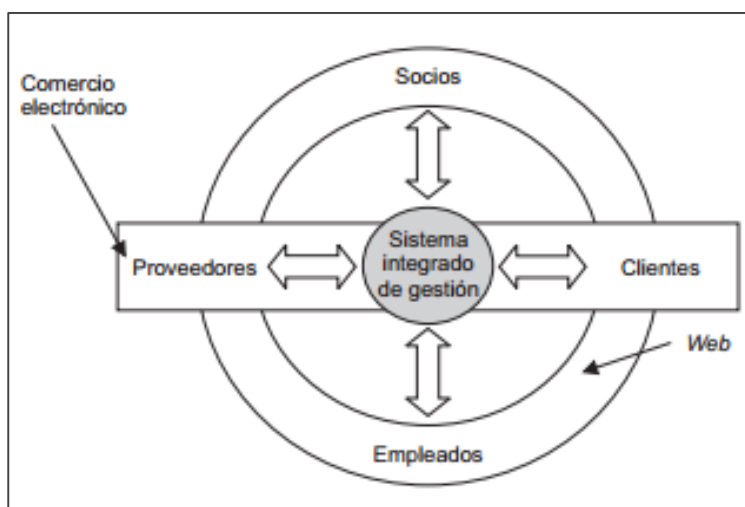 Socios
Comercio
electrónico
Proveedores
Sistema
integrado
de gestión
Clientes
Web
Empleados